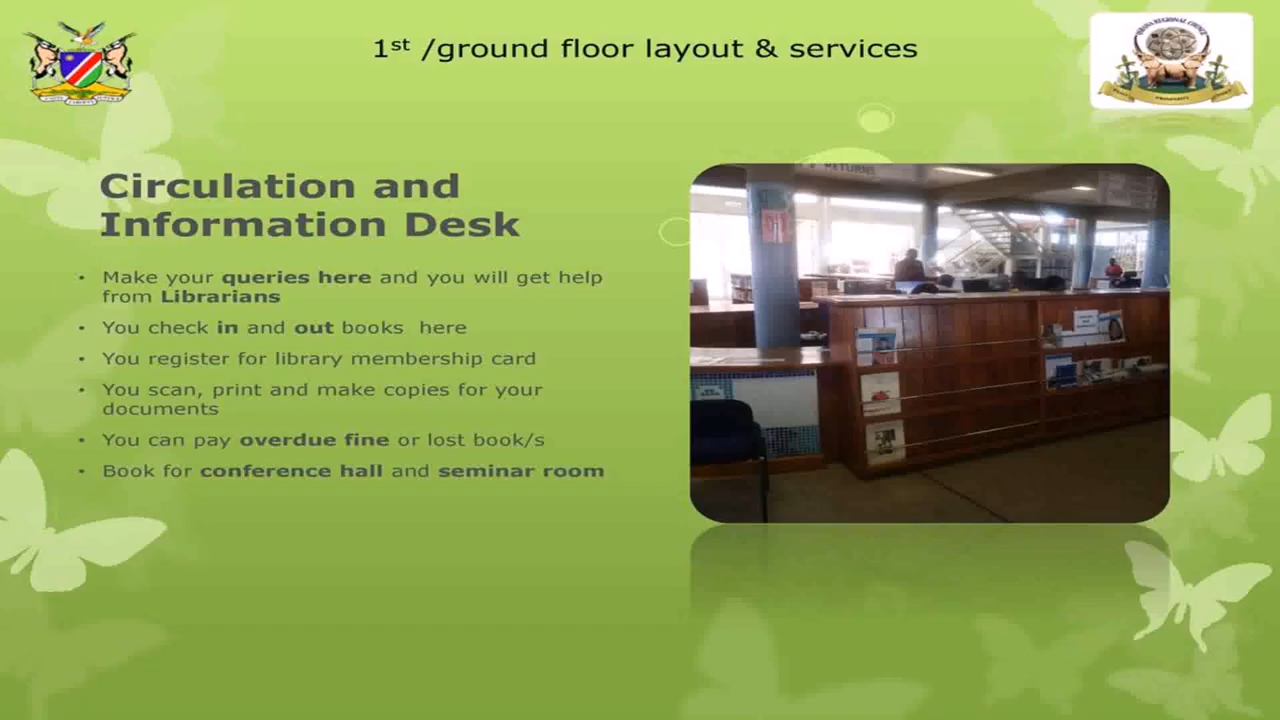 1st /ground floor layout & services
Circulation and
Information Desk
• Make your queries here and you will get help
from Librarians
• You check in and out books here
• You register for library membership card
• You scan, print and make copies for your
documents
• You can pay overdue fine or lost book/s
• Book for conference hall and seminar room